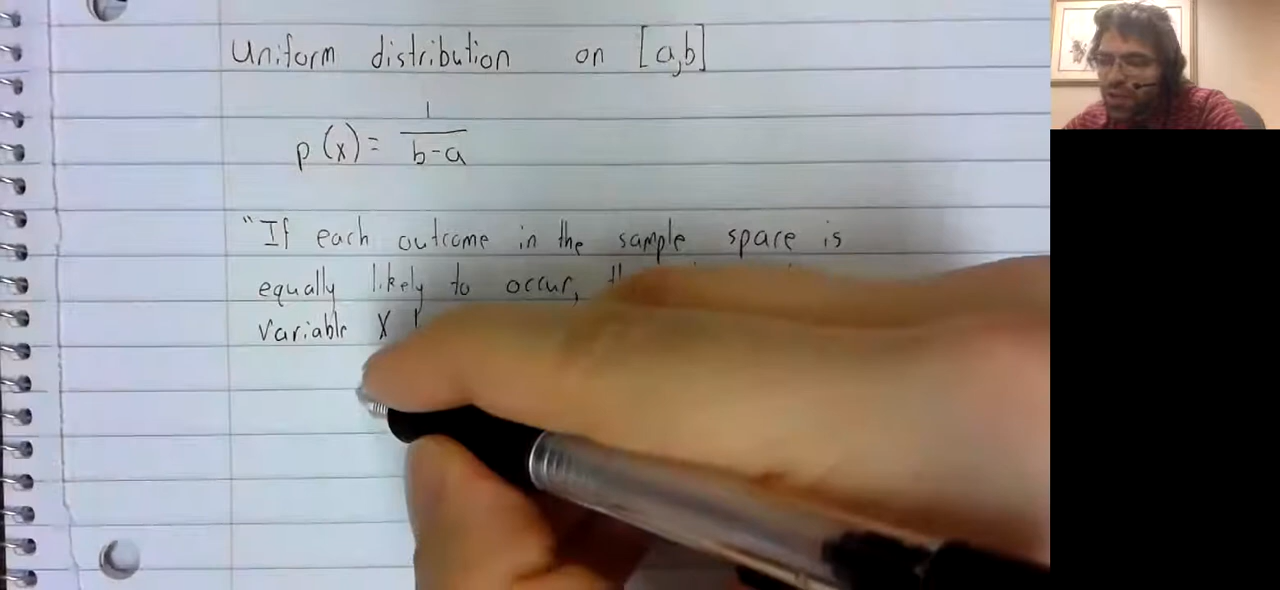 Uniform distribution on [a,b]
p(x) = 1/(b-a)
"If each outcome in the sample space is
equally likely to occur,
variable X